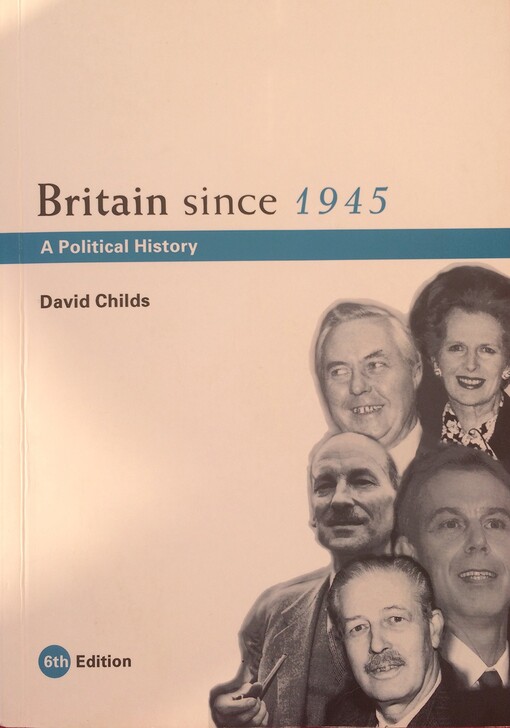 Britain since 1945
A Political History
David Childs
6th Edition